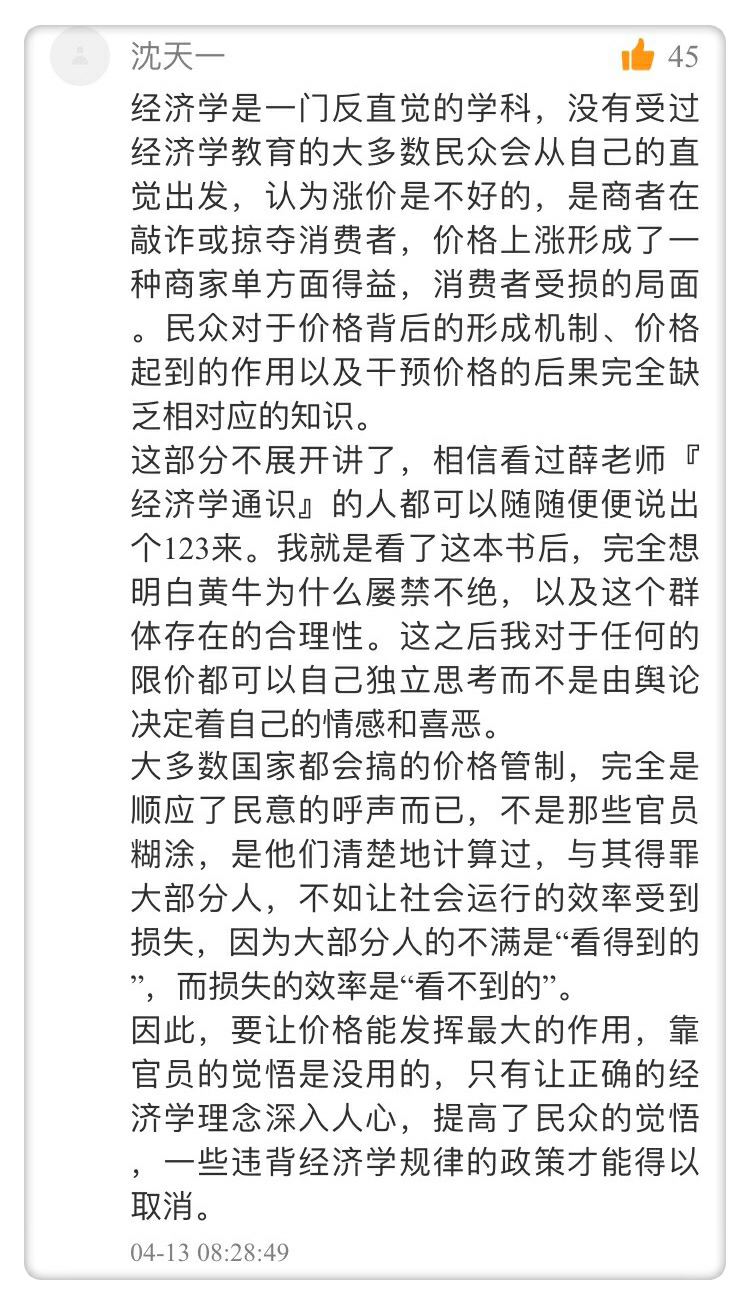 沈天一
45
经济学是一门反直觉的学科，没有受过
经济学教育的大多数民众会从自己的直
觉出发，认为涨价是不好的，是商者在
敲诈或掠夺消费者，价格上涨形成了一
种商家单方面得益，消费者受损的局面
。民众对于价格背后的形成机制、价格
起到的作用以及干预价格的后果完全缺
乏相对应的知识。
这部分不展开讲了，相信看过薛老师『
经济学通识』的人都可以随随便便说出
个123来。我就是看了这本书后，完全想
明白黄牛为什么屡禁不绝，以及这个群
体存在的合理性。这之后我对于任何的
限价都可以自己独立思考而不是由舆论
决定着自己的情感和喜恶。
大多数国家都会搞的价格管制，完全是
顺应了民意的呼声而已，不是那些官员
糊涂，是他们清楚地计算过，与其得罪
大部分人，不如让社会运行的效率受到
损失，因为大部分人的不满是“看得到的
”，而损失的效率是“看不到的”。
因此，要让价格能发挥最大的作用，靠
官员的觉悟是没用的，只有让正确的经
济学理念深入人心，提高了民众的觉悟
，一些违背经济学规律的政策才能得以
取消。
04-13 08:28:49